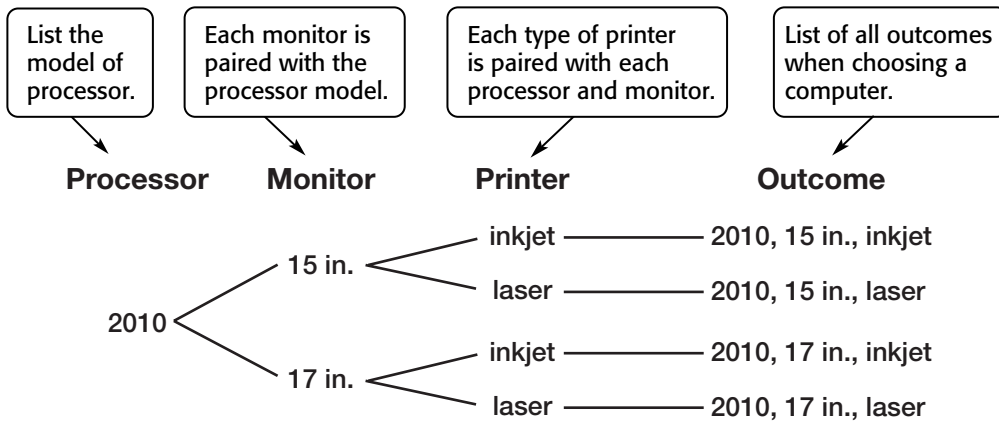 List the
model of
processor.
Each monitor is
paired with the
processor model.
Each type of printer
is paired with each
processor and monitor.
List of all outcomes
when choosing a
computer.
Processor Monitor Printer Outcome
inkjet 2010, 15 in., inkjet
15 in.
laser 2010, 15 in., laser
2010
inkjet 2010, 17 in., inkjet
17 in.
laser 2010, 17 in., laser